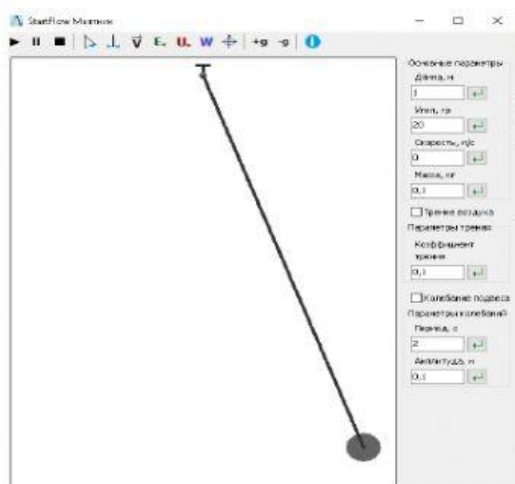 StartFlow Маятник
V E. U. W +g -g
Основные параметры
Длина, м
1
Угол, гр
20
Скорость, м/с
0
Масса, кг
0,1
Трение воздуха
Параметры трения
Коэффициент
трения
0,1
Колебание подвеса
Параметры колебаний
Период, с
2
Амплитуда, м
0,1